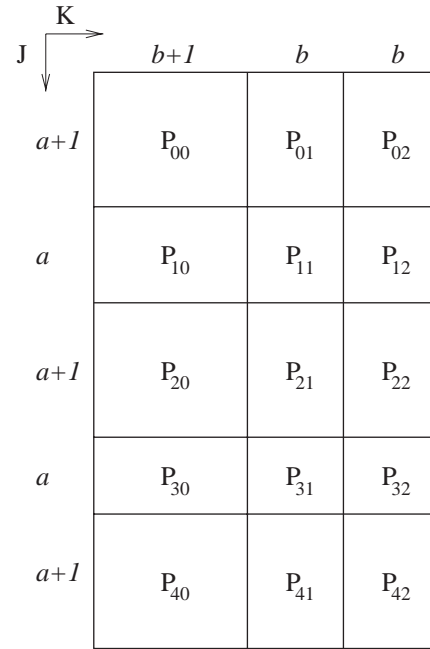 K
J
b+1 b b
a+1 P00 P01 P02
a P10 P11 P12
a+1 P20 P21 P22
a P30 P31 P32
a+1 P40 P41 P42